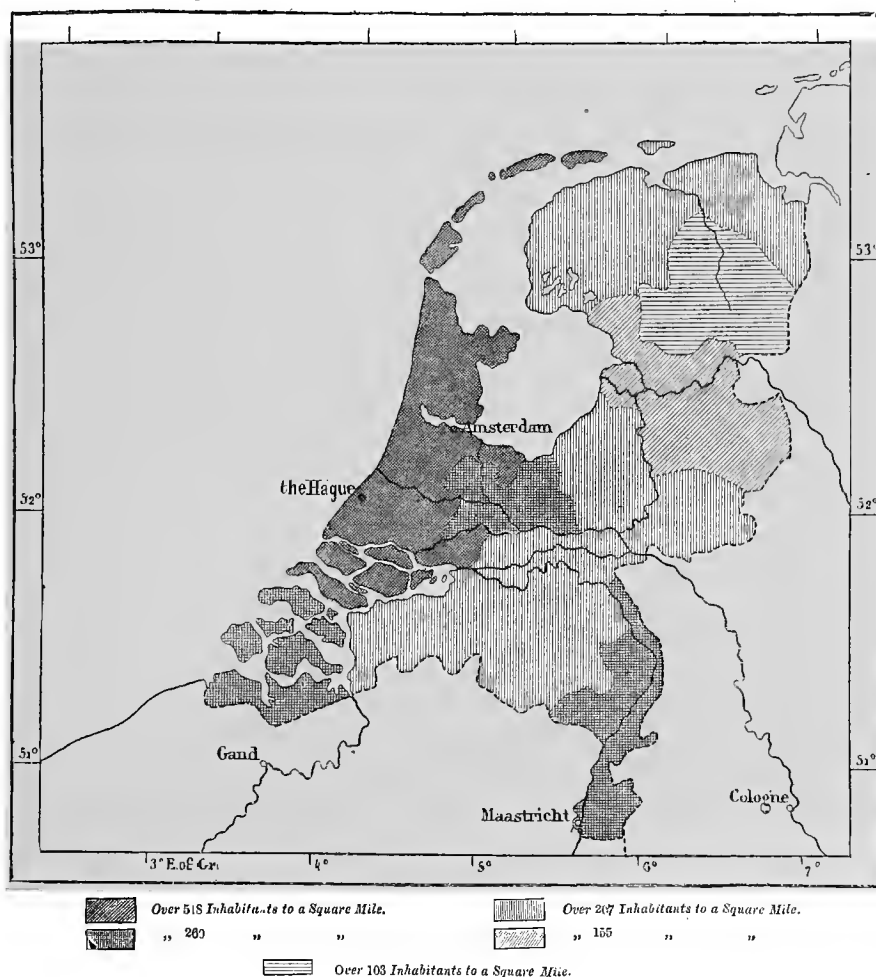 53° 53°
Amsterdam
the Hague
52° 52°
Gand
51° 51°
Maastricht Cologne
3° E. of Gr. 4° 5° 6° 7°
Over 518 Inhabitants to a Square Mile. Over 207 Inhabitants to a Square Mile.
„ 260 „ „ „ 155 „ „
Over 103 Inhabitants to a Square Mile.